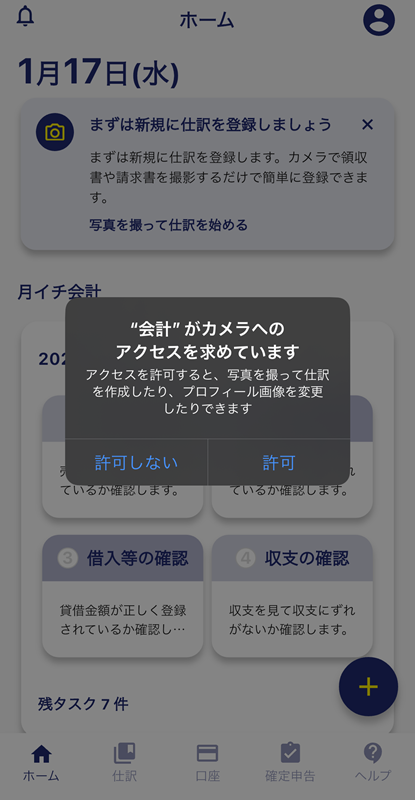 ホーム
1月17日(水)
まずは新規に仕訳を登録しましょう
まずは新規に仕訳を登録します。カメラで領収
書や請求書を撮影するだけで簡単に登録できま
す。
写真を撮って仕訳を始める
月イチ会計
202
“会計”がカメラへの
アクセスを求めています
アクセスを許可すると、写真を撮って仕訳
を作成したり、プロフィール画像を変更
したりできます
許可しない
許可
ているか確認します。
ているか確認します。
3 借入等の確認
4 収支の確認
貸借金額が正しく登録
されているか確認し…
収支を見て収支にずれ
がないか確認します。
残タスク 7 件
ホーム
仕訳
口座
確定申告
ヘルプ